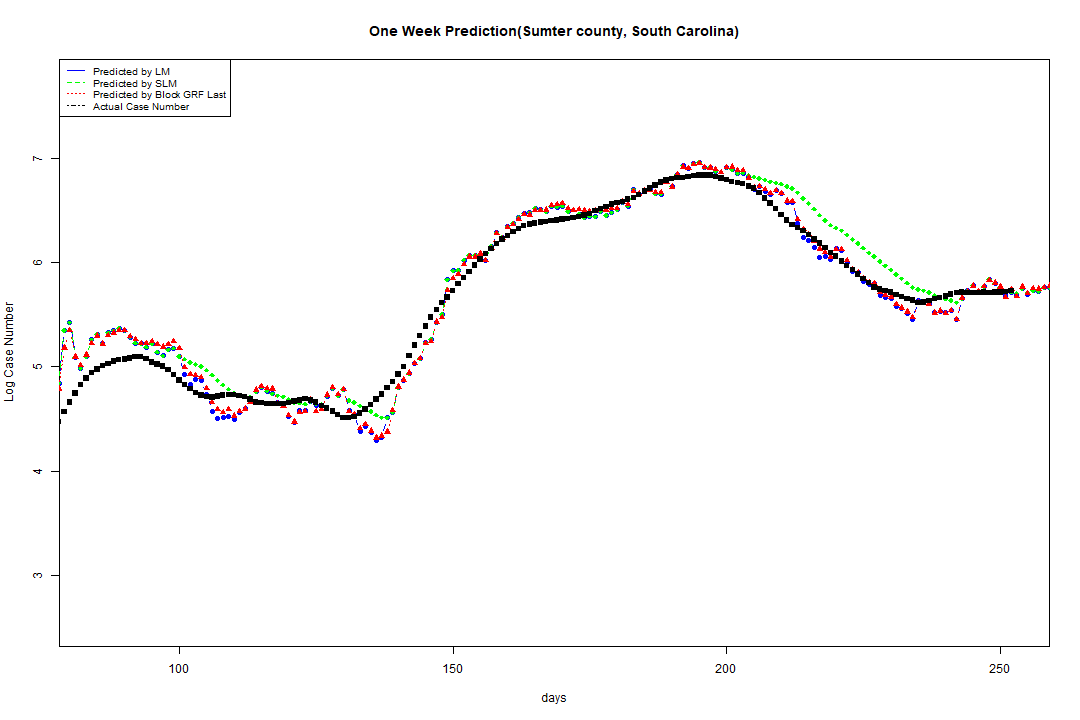 One Week Prediction(Sumter county, South Carolina)
Predicted by LM
Predicted by SLM
Predicted by Block GRF Last
Actual Case Number
7
6
5
4
3
Log Case Number
100
150
200
250
days